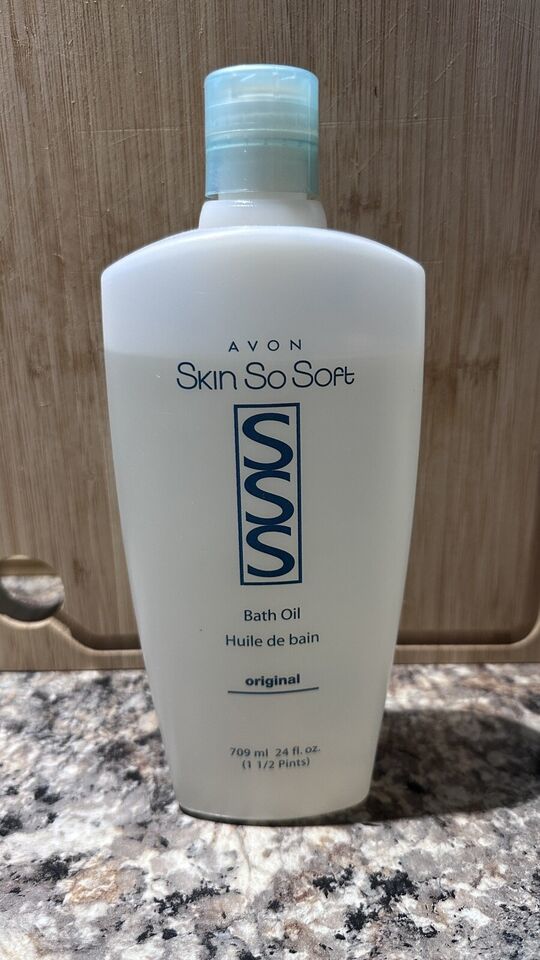 AVON
Skin So Soft
SSS
Bath Oil
Huile de bain
original
709 ml 24 fl. oz.
(1 1/2 Pints)